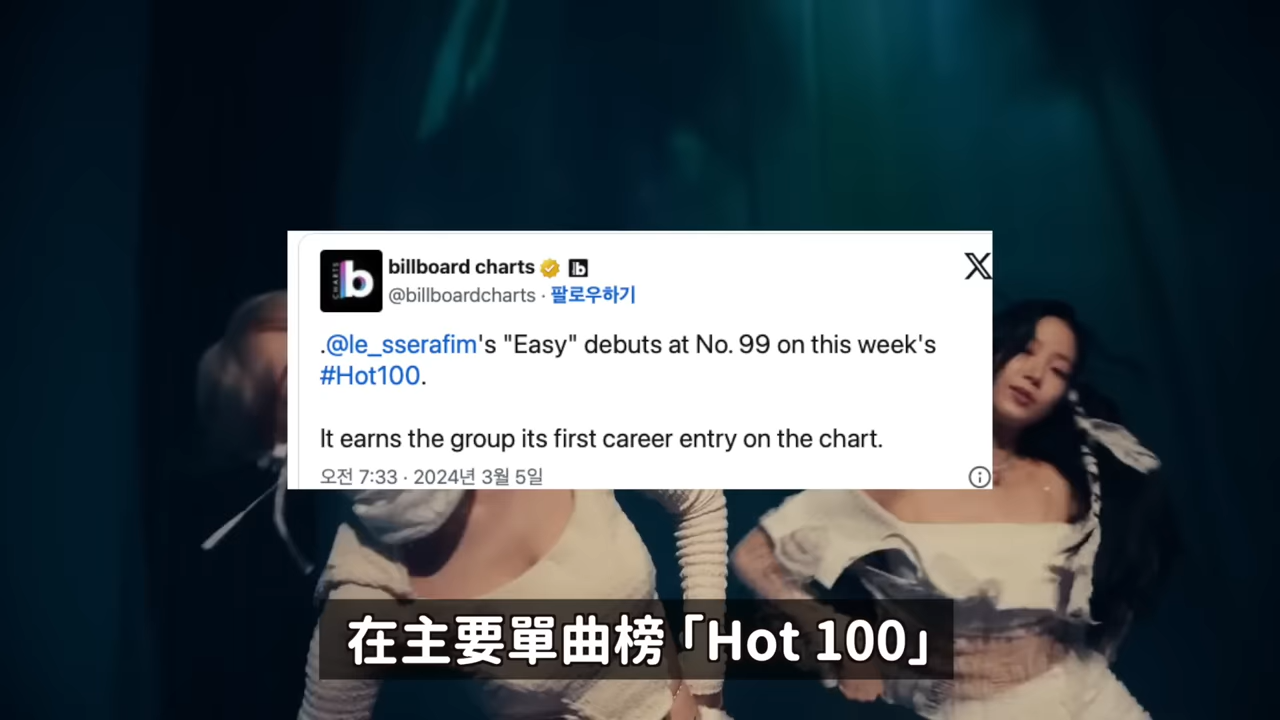 billboard charts
@billboardcharts · 팔로우하기
.@le_sserafim's "Easy" debuts at No. 99 on this week's
#Hot100.
It earns the group its first career entry on the chart.
오전 7:33 · 2024년 3월 5일
在主要單曲榜「Hot 100」